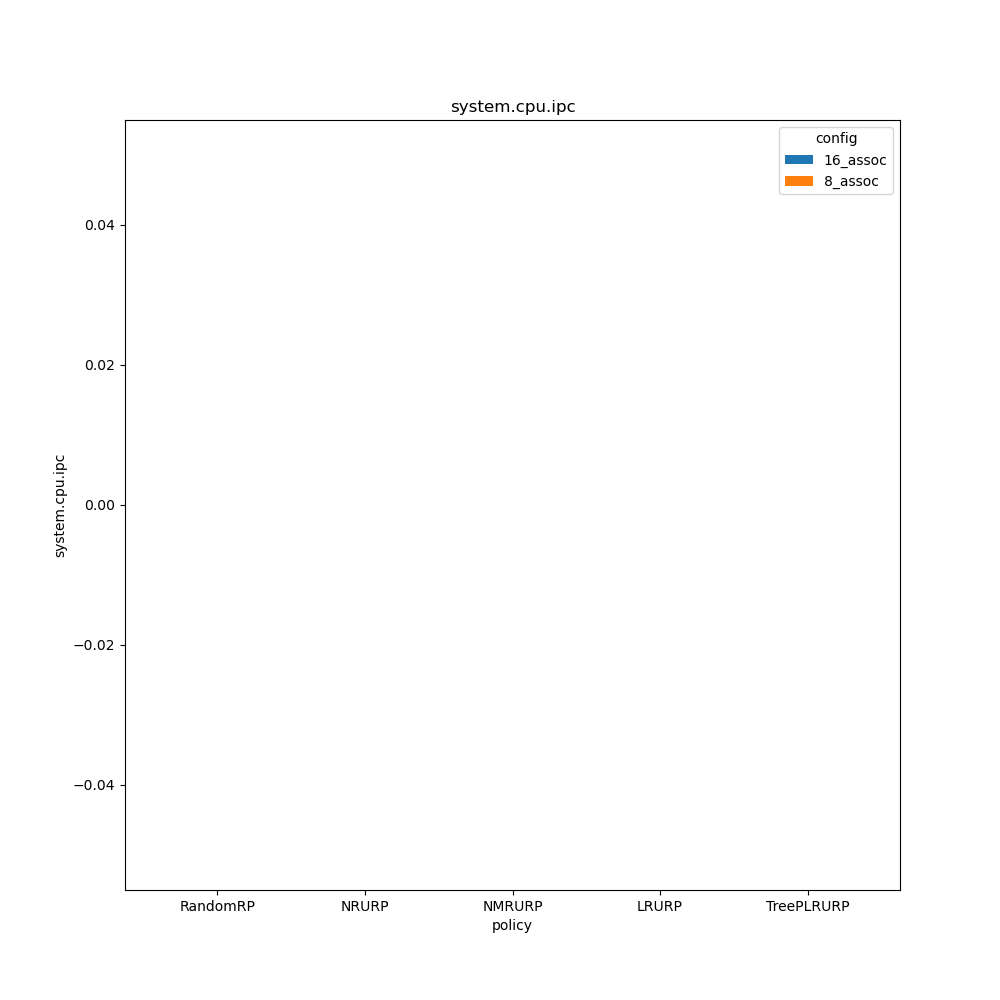 system.cpu.ipc
config
16_assoc
8_assoc
0.04
0.02
0.00
−0.02
−0.04
system.cpu.ipc
RandomRP NRURP NMRURP LRURP TreePLRURP
policy